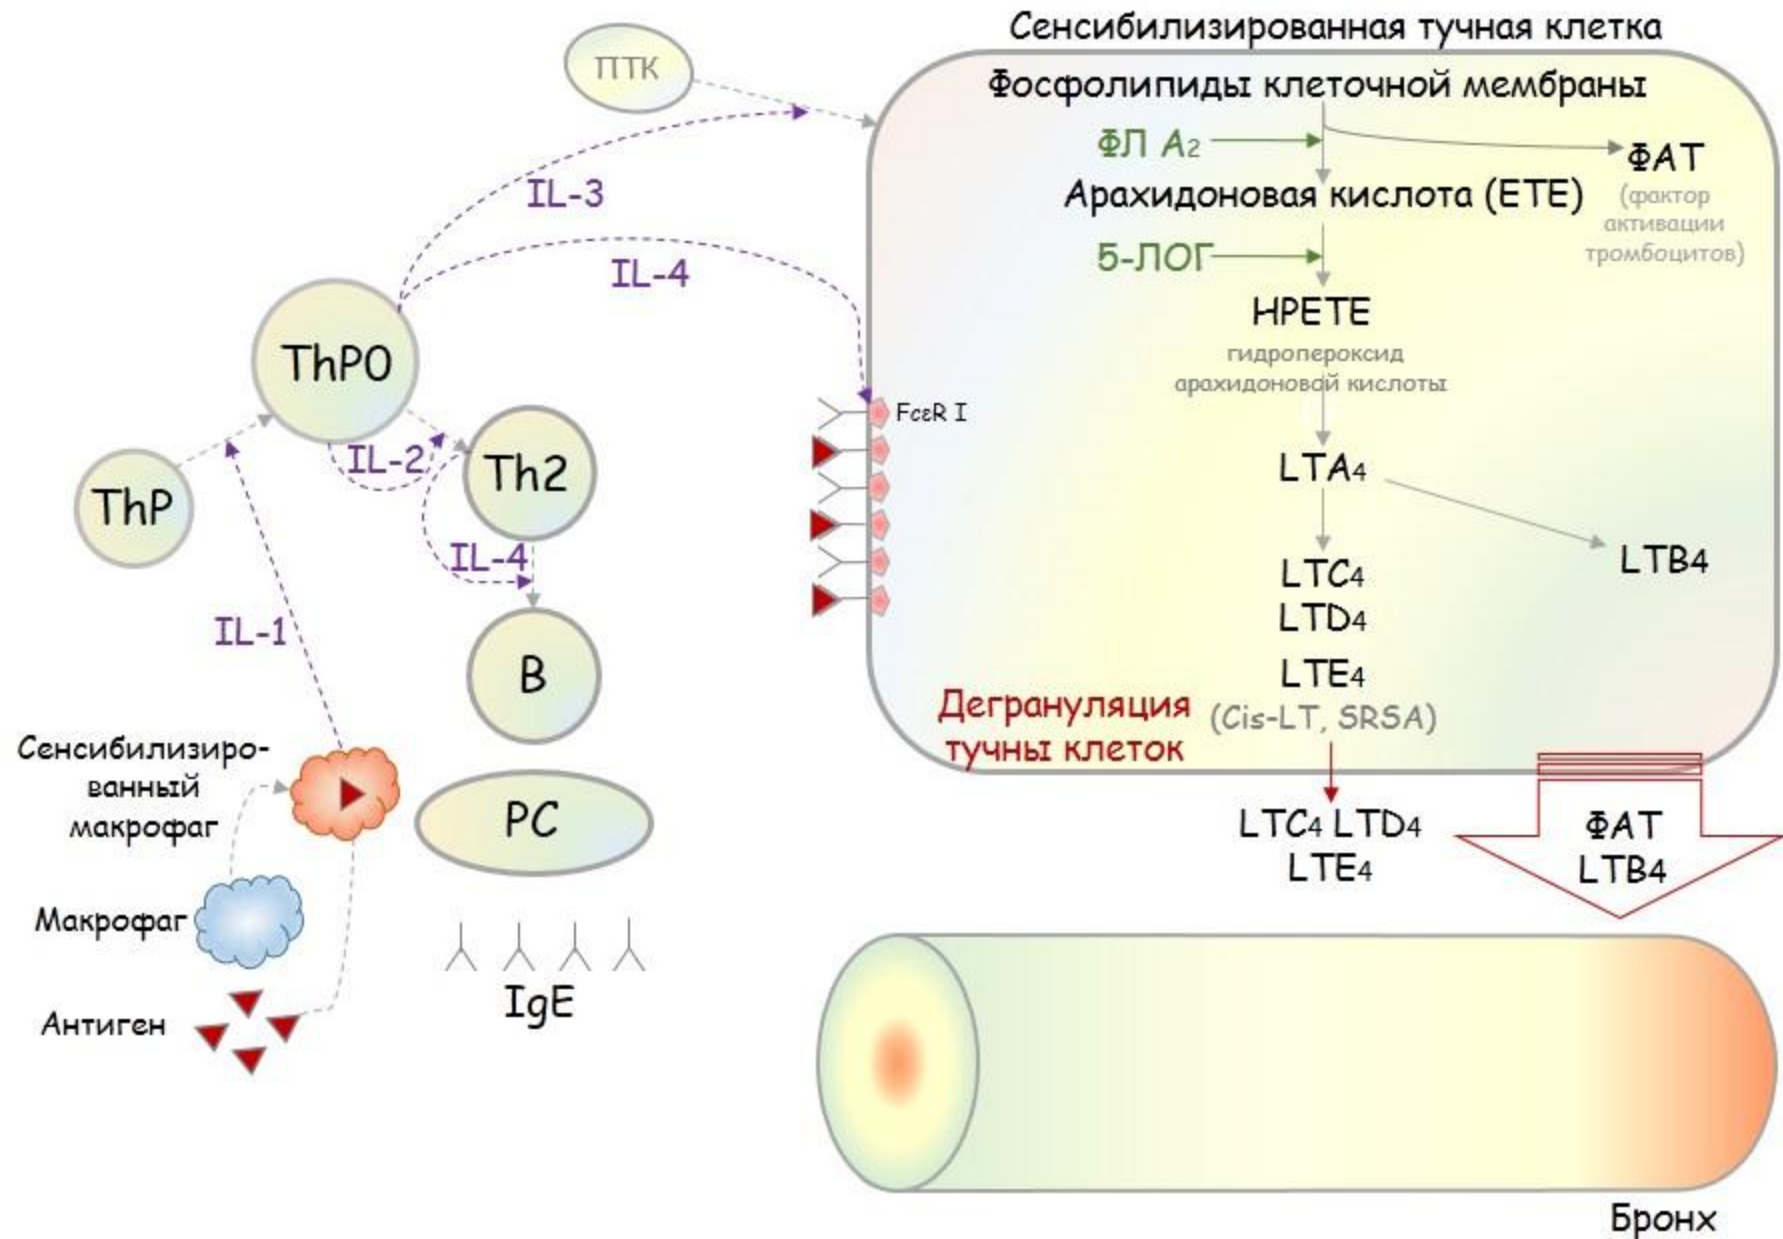 Сенсибилизированная тучная клетка
ПТК
Фосфолипиды клеточной мембраны
ФЛ А2
ФАТ
(фактор
активации
тромбоцитов)
Арахидоновая кислота (ETE)
IL-3
5-ЛОГ
IL-4
HPETE
гидропероксид
арахидоновой кислоты
ThP0
FcεR I
IL-2
Th2
ThP
LTA4
IL-4
LTB4
LTC4
LTD4
IL-1
B
LTE4
(Cis-LT, SRSA)
Дегрануляция
тучны клеток
Сенсибилизиро-
ванный
макрофаг
PC
LTC4 LTD4
LTE4
ФАТ
LTB4
Макрофаг
IgE
Антиген
Бронх